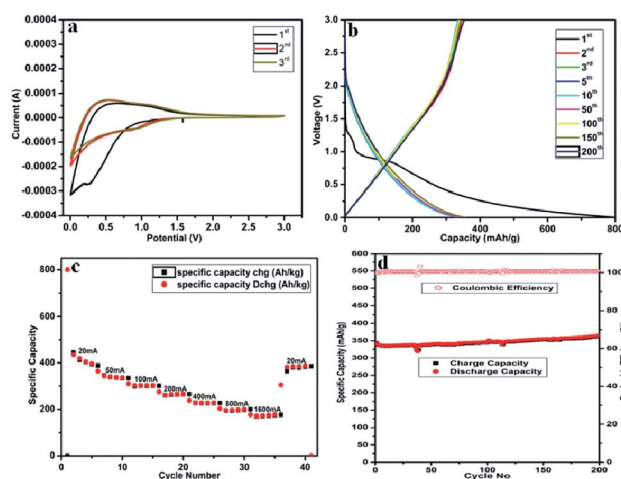 a
0.0004
0.0003
0.0002
0.0001
0.0000
-0.0001
-0.0002
-0.0003
-0.0004
Current (A)
1st
2nd
3rd
0.0 0.5 1.0 1.5 2.0 2.5 3.0
Potential (V)
b
3.0
2.5
2.0
1.5
1.0
0.5
0.0
Voltage (V)
1st
2nd
3rd
5th
10th
50th
100th
150th
200th
0 200 400 600 800
Capacity (mAh/g)
c
800
600
400
200
0
Specific Capacity
specific capacity chg (Ah/kg)
specific capacity Dchg (Ah/kg)
20mA
50mA
100mA
200mA
400mA
800mA
1600mA
20mA
0 10 20 30 40
Cycle Number
d
600
550
500
450
400
350
300
250
200
150
100
50
0
Specific Capacity (mAh/g)
Coulombic Efficiency
Charge Capacity
Discharge Capacity
100
80
60
40
20
0
0 50 100 150 200
Cycle No